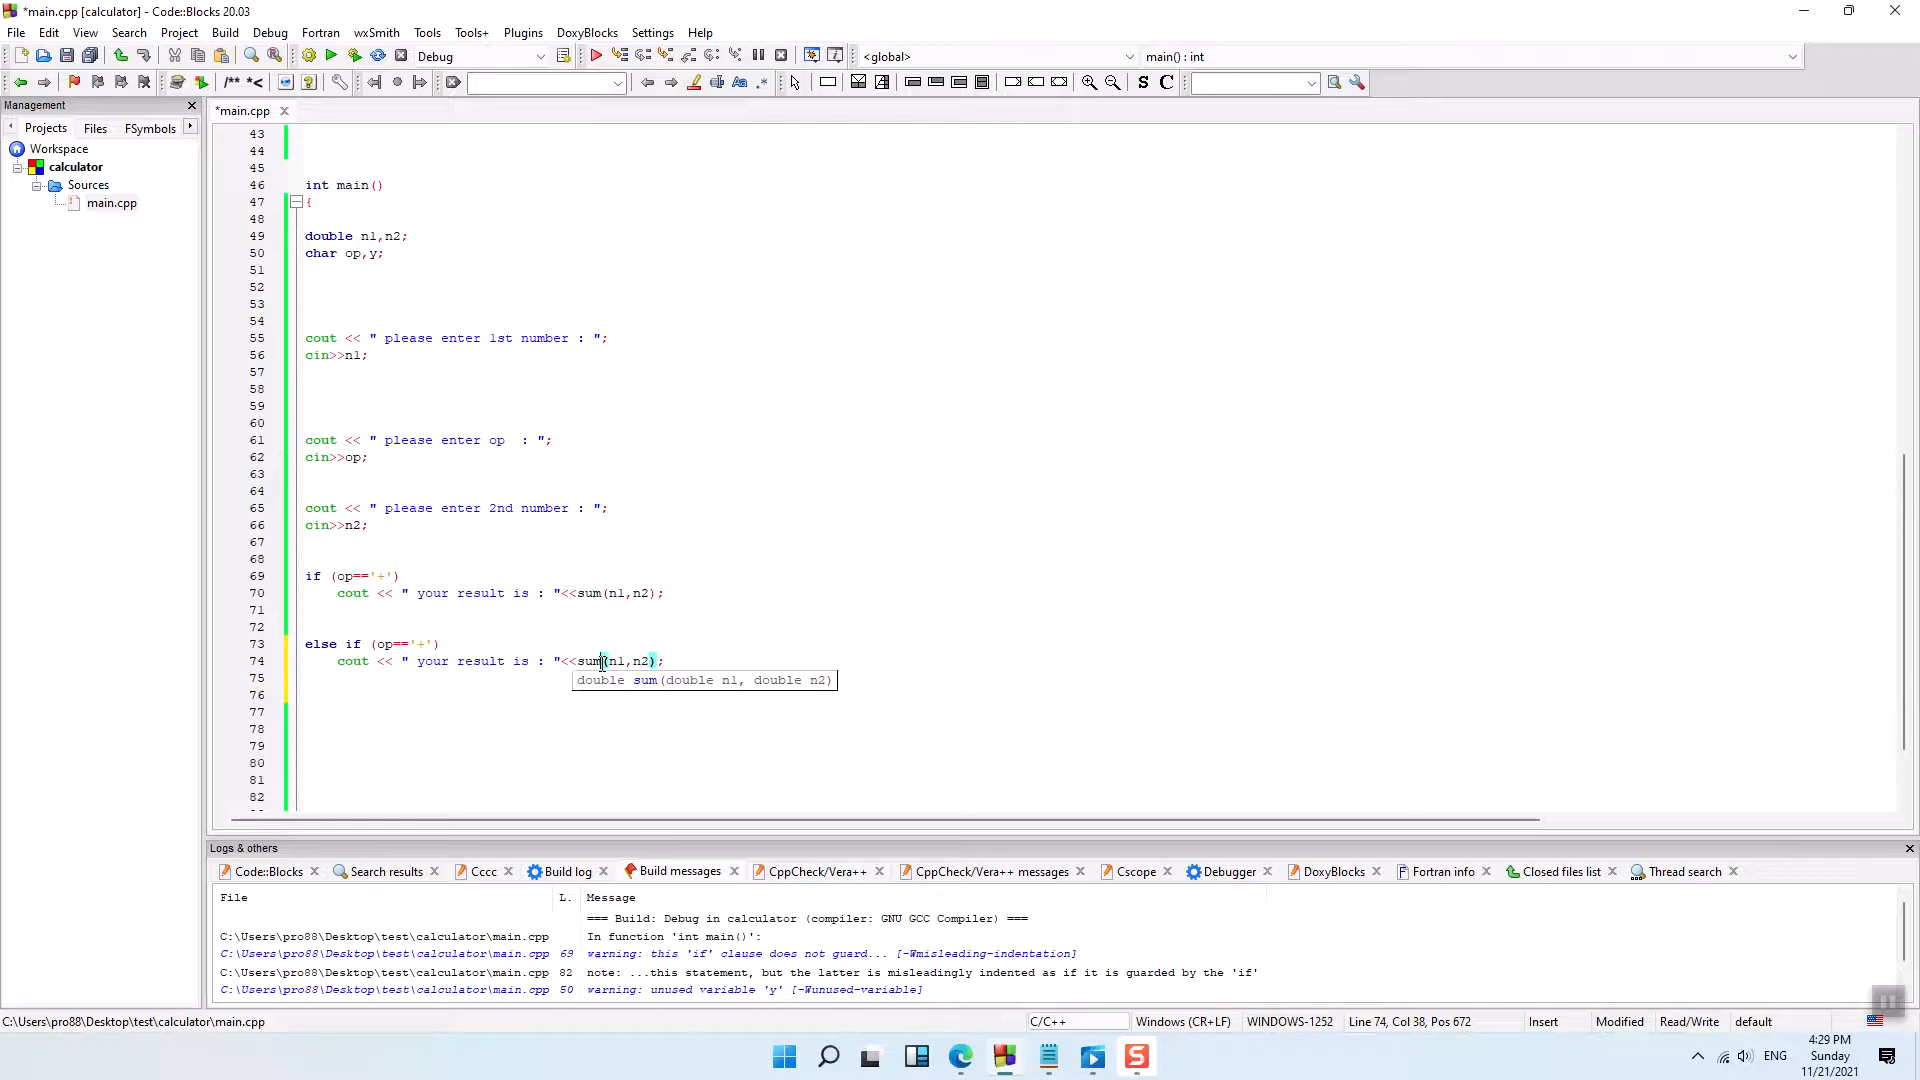 *main.cpp [calculator] - Code::Blocks 20.03
File Edit View Search Project Build Debug Fortran wxSmith Tools Tools+ Plugins DoxyBlocks Settings Help
Debug <global> main() : int
/** *< Aa .* S C
Management
*main.cpp
Projects Files FSymbols
Workspace
calculator
Sources
main.cpp
43
44
45
46 int main()
47 {
48
49 double n1,n2;
50 char op,y;
51
52
53
54
55 cout << " please enter 1st number : ";
56 cin>>n1;
57
58
59
60
61 cout << " please enter op  : ";
62 cin>>op;
63
64
65 cout << " please enter 2nd number : ";
66 cin>>n2;
67
68
69 if (op=='+')
70 cout << " your result is : "<<sum(n1,n2);
71
72
73 else if (op=='+')
74 cout << " your result is : "<<sum(n1,n2);
75 double sum(double n1, double n2)
76
77
78
79
80
81
82
Logs & others
Code::Blocks Search results Cccc Build log Build messages CppCheck/Vera++ CppCheck/Vera++ messages Cscope Debugger DoxyBlocks Fortran info Closed files list Thread search
File L. Message
=== Build: Debug in calculator (compiler: GNU GCC Compiler) ===
C:\Users\pro88\Desktop\test\calculator\main.cpp In function 'int main()':
C:\Users\pro88\Desktop\test\calculator\main.cpp 69 warning: this 'if' clause does not guard... [-Wmisleading-indentation]
C:\Users\pro88\Desktop\test\calculator\main.cpp 82 note: ...this statement, but the latter is misleadingly indented as if it is guarded by the 'if'
C:\Users\pro88\Desktop\test\calculator\main.cpp 50 warning: unused variable 'y' [-Wunused-variable]
C:\Users\pro88\Desktop\test\calculator\main.cpp C/C++ Windows (CR+LF) WINDOWS-1252 Line 74, Col 38, Pos 672 Insert Modified Read/Write default
S ENG
4:29 PM
Sunday
11/21/2021